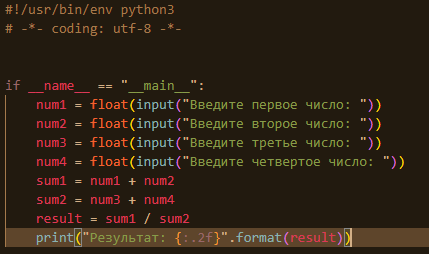 #!/usr/bin/env python3
# -*- coding: utf-8 -*-
if __name__ == "__main__":
    num1 = float(input("Введите первое число: "))
    num2 = float(input("Введите второе число: "))
    num3 = float(input("Введите третье число: "))
    num4 = float(input("Введите четвертое число: "))
    sum1 = num1 + num2
    sum2 = num3 + num4
    result = sum1 / sum2
    print("Результат: {:.2f}".format(result))